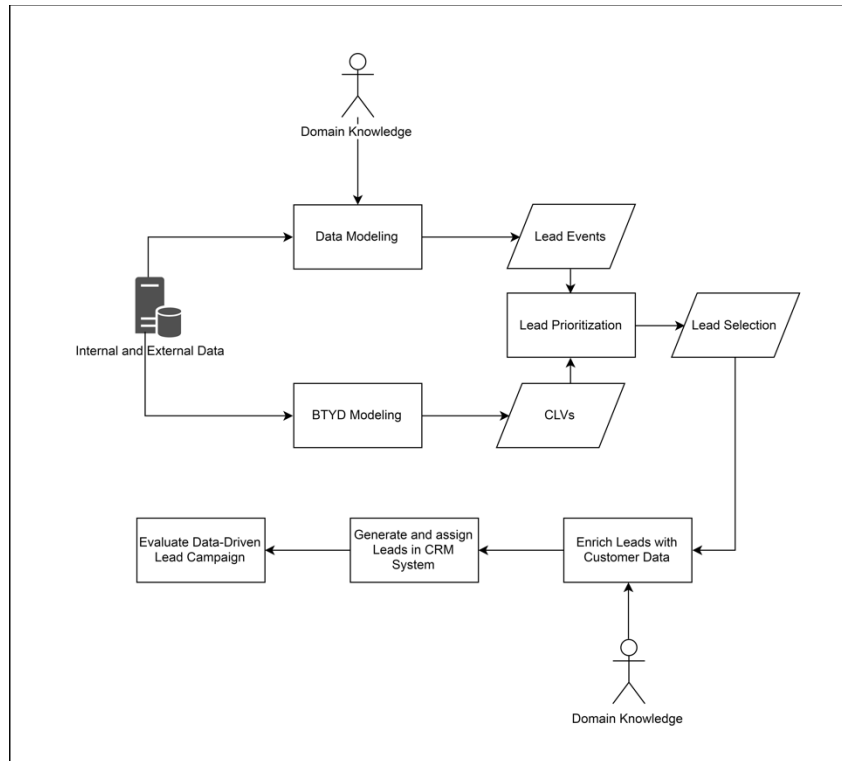 Domain Knowledge
Data Modeling
Lead Events
Internal and External Data
Lead Prioritization
Lead Selection
BTYD Modeling
CLVs
Evaluate Data-Driven
Lead Campaign
Generate and assign
Leads in CRM
System
Enrich Leads with
Customer Data
Domain Knowledge